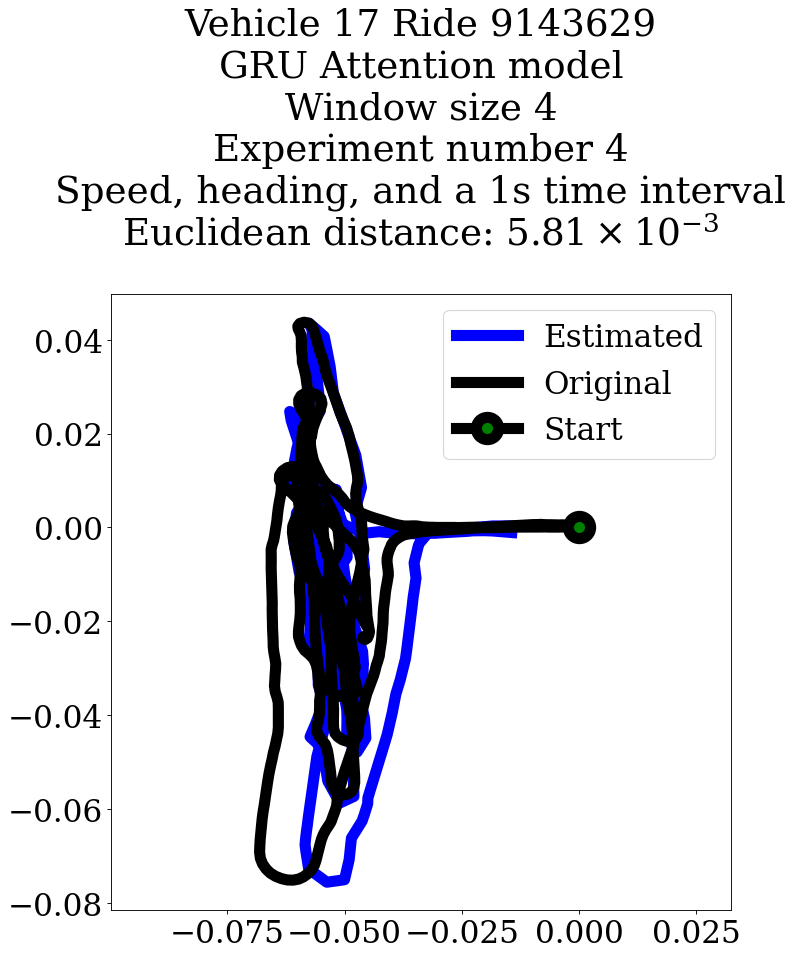 Vehicle 17 Ride 9143629
GRU Attention model
Window size 4
Experiment number 4
Speed, heading, and a 1s time interval
Euclidean distance: 5.81 × 10⁻³
Estimated
Original
Start
0.04
0.02
0.00
−0.02
−0.04
−0.06
−0.08
−0.075 −0.050 −0.025 0.000 0.025